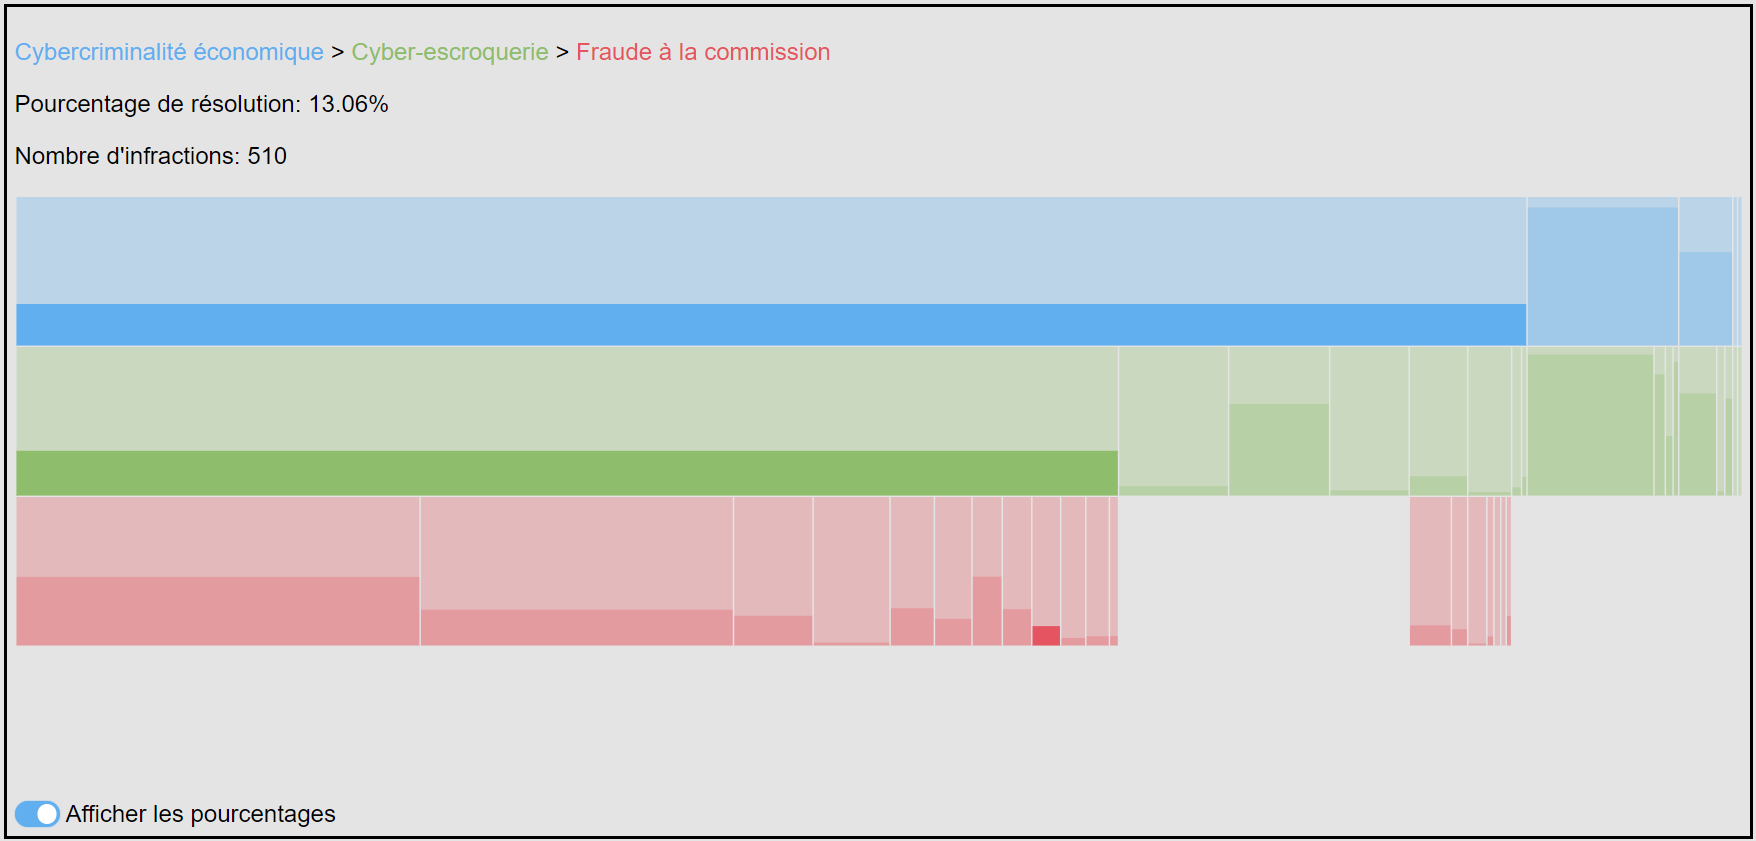 Cybercriminalité économique > Cyber-escroquerie > Fraude à la commission
Pourcentage de résolution: 13.06%
Nombre d'infractions: 510
Afficher les pourcentages